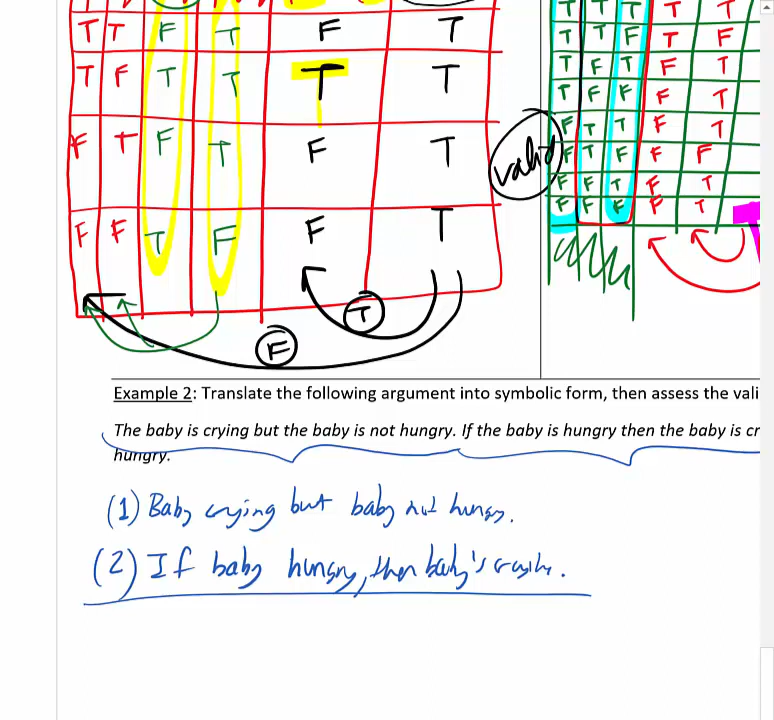 T T F T F T
T F T T T T
F T F T F T
F F T F F T
T
F
valid
T T T T T
T T F T F
T F T F T
T F F F T
F T T F T
F T F F F
F F T F T
F F F F T
Example 2: Translate the following argument into symbolic form, then assess the vali
The baby is crying but the baby is not hungry. If the baby is hungry then the baby is cr
hungry.
(1) Baby crying but baby not hungry.
(2) If baby hungry, then baby's crying.